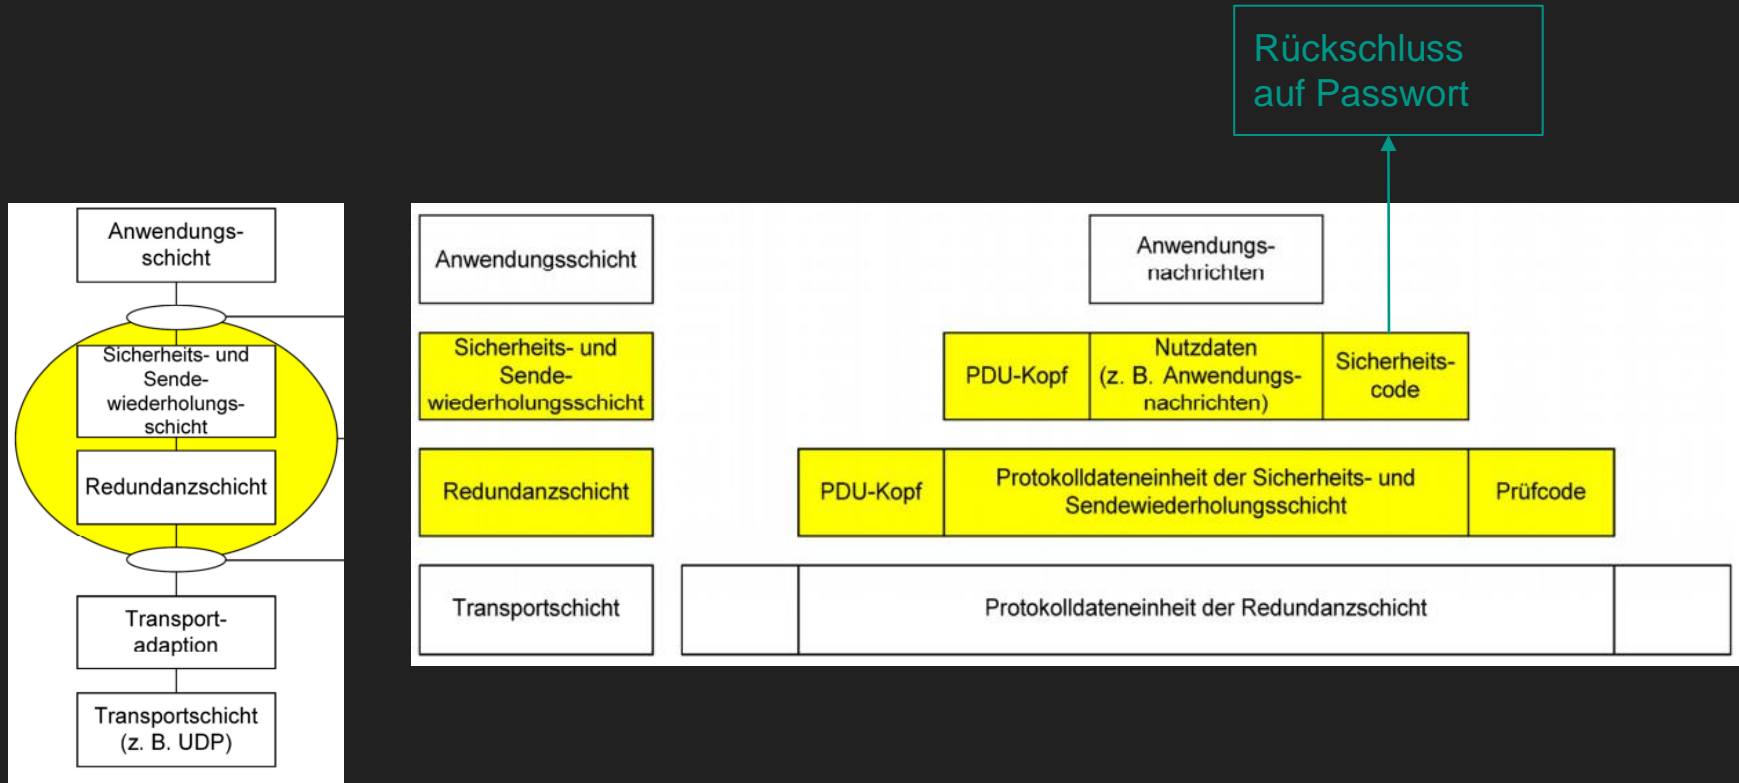 Rückschluss
auf Passwort
Anwendungs-
schicht
Sicherheits- und
Sende-
wiederholungs-
schicht
Redundanzschicht
Transport-
adaption
Transportschicht
(z. B. UDP)
Anwendungsschicht
Anwendungs-
nachrichten
Sicherheits- und
Sende-
wiederholungsschicht
PDU-Kopf
Nutzdaten
(z. B. Anwendungs-
nachrichten)
Sicherheits-
code
Redundanzschicht
PDU-Kopf
Protokolldateneinheit der Sicherheits- und
Sendewiederholungsschicht
Prüfcode
Transportschicht
Protokolldateneinheit der Redundanzschicht